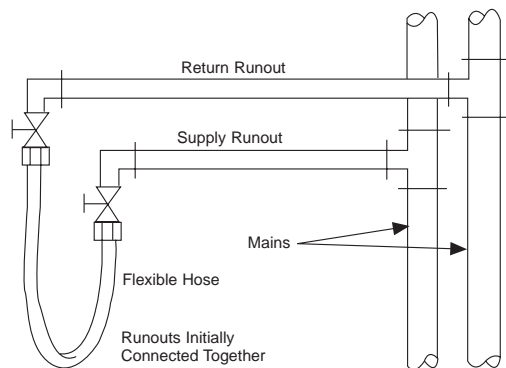 Return Runout
Supply Runout
Mains
Flexible Hose
Runouts Initially
Connected Together